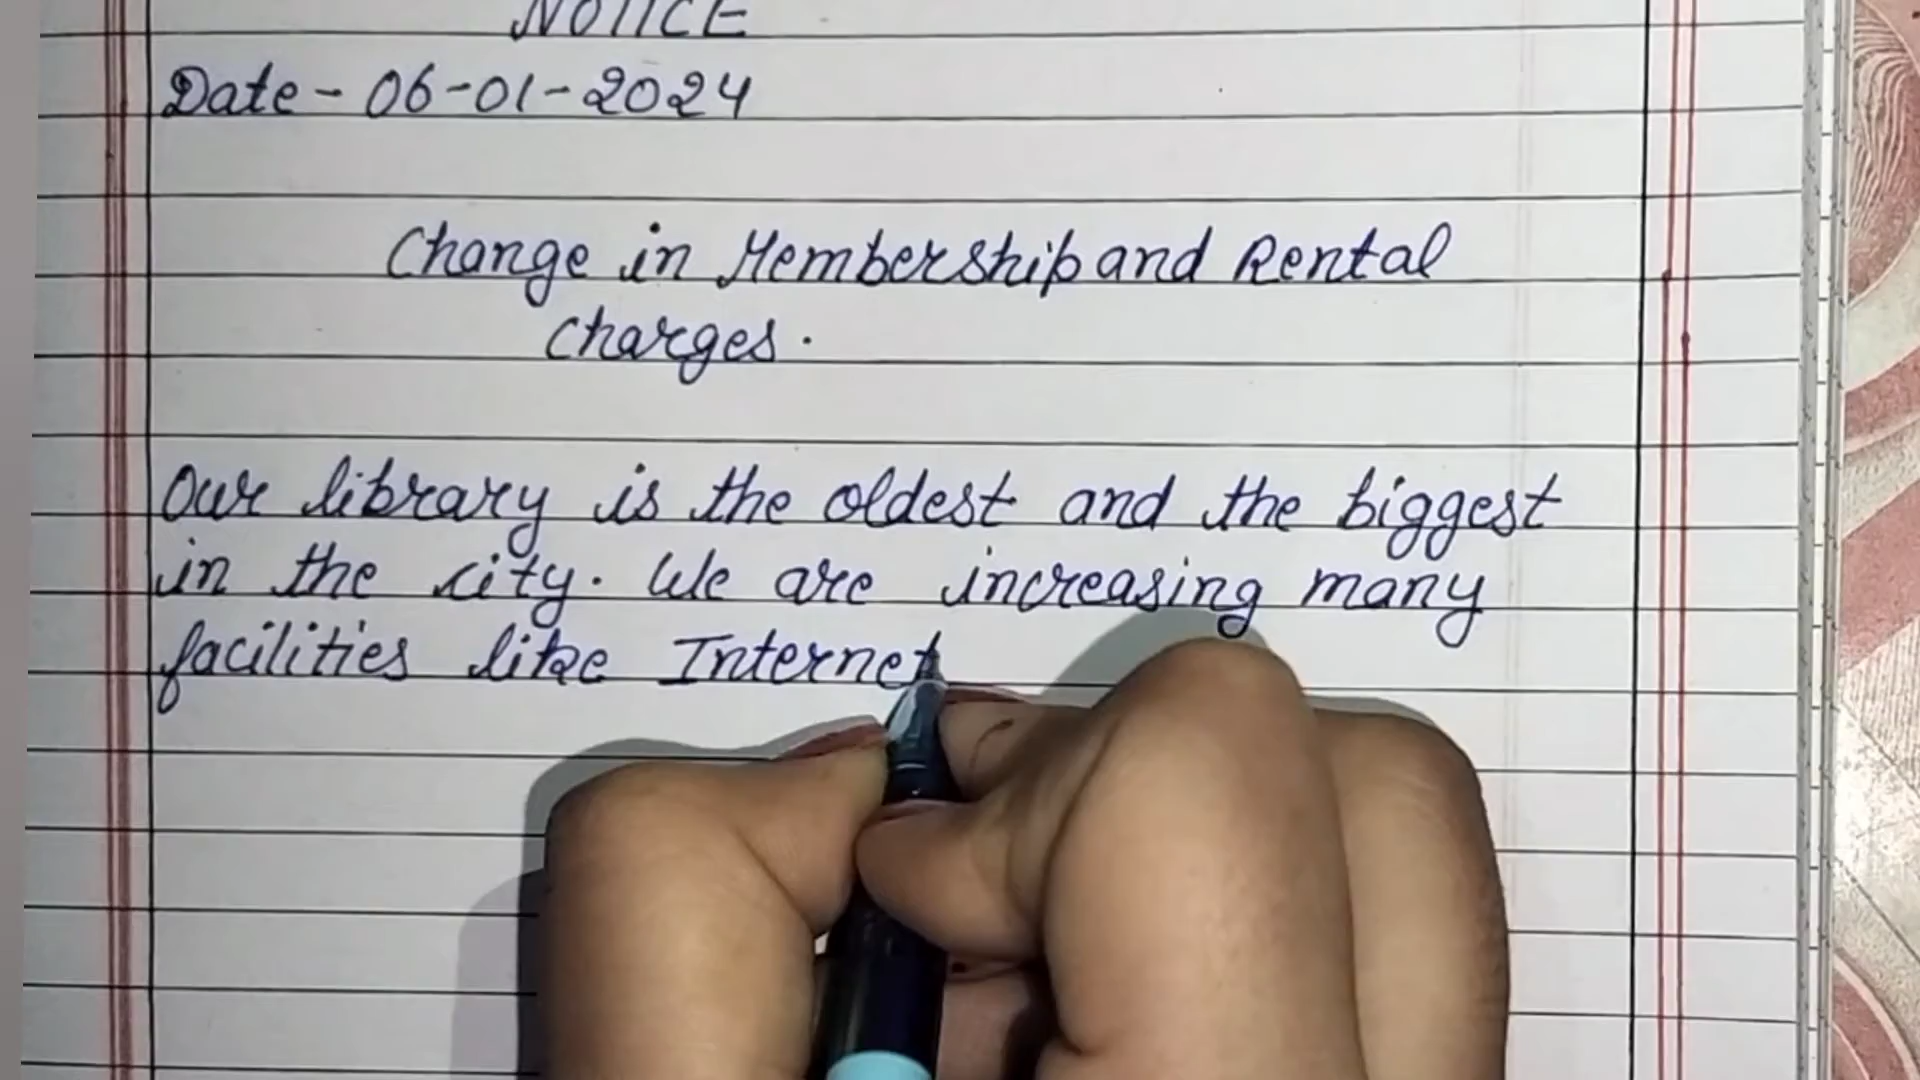 NOTICE
Date - 06-01-2024
Change in Membership and Rental
Charges.
Our library is the oldest and the biggest
in the city. We are increasing many
facilities like Internet